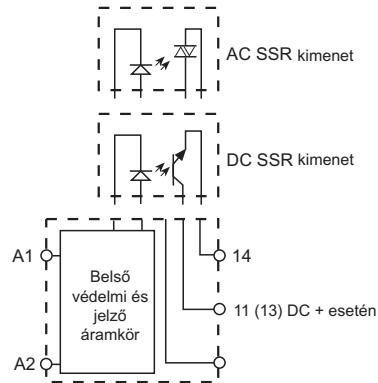 AC SSR kimenet
DC SSR kimenet
A1
Belső
védelmi és
jelző
áramkör
14
11 (13) DC + esetén
A2